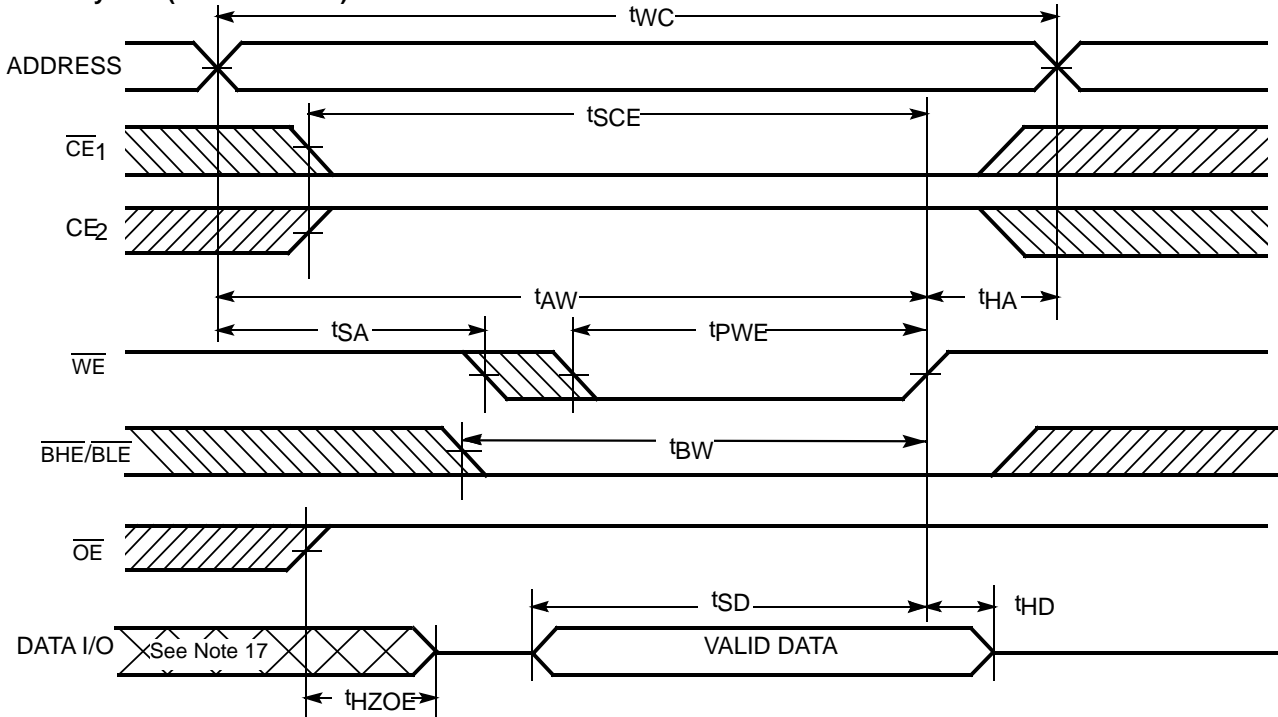 tWC
ADDRESS
tSCE
CE1
CE2
tAW
tHA
tSA
tPWE
WE
tBW
BHE/BLE
OE
tSD
tHD
DATA I/O
See Note 17
VALID DATA
tHZOE